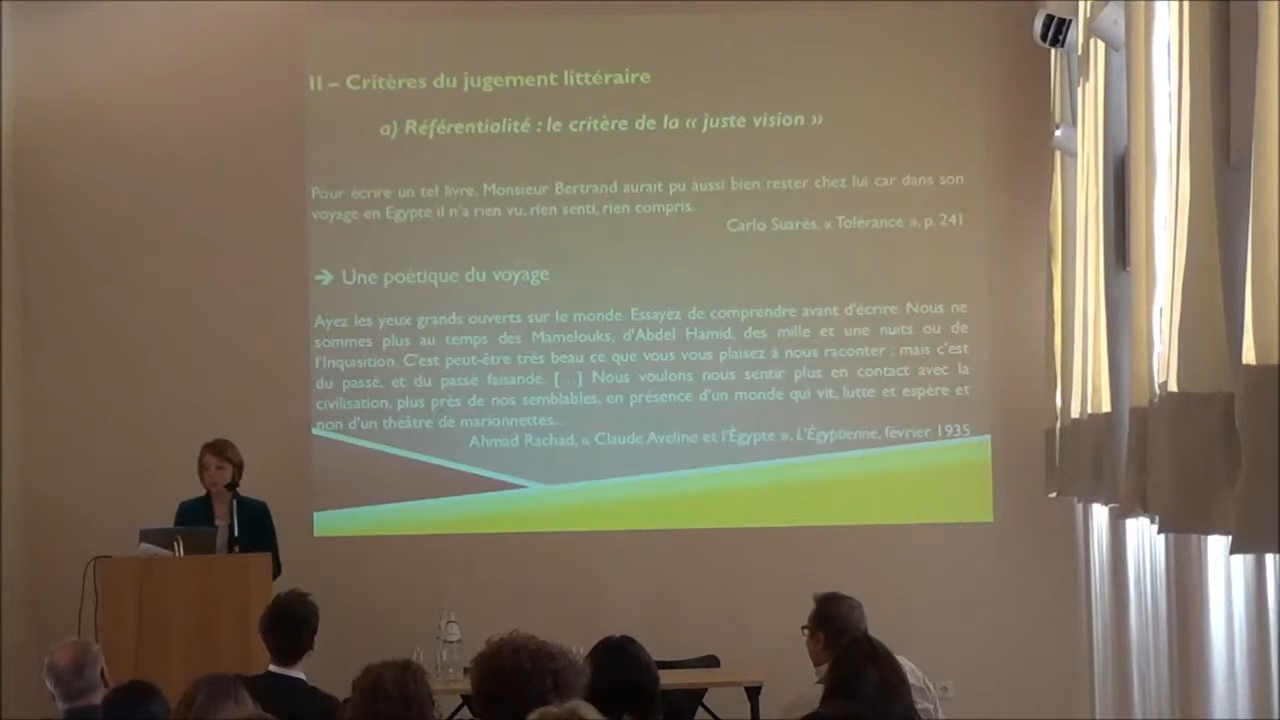 II – Critères du jugement littéraire
a) Référentialité : le critère de la « juste vision »
Pour écrire un tel livre, Monsieur Bertrand aurait pu aussi bien rester chez lui car dans son
voyage en Egypte il n'a rien vu, rien senti, rien compris.
Carlo Suarès, « Tolérance », p. 241
➔ Une poétique du voyage
Ayez les yeux grands ouverts sur le monde. Essayez de comprendre avant d'écrire. Nous ne
sommes plus au temps des Mamelouks, d'Abdel Hamid, des mille et une nuits ou de
l'Inquisition. C'est peut-être très beau ce que vous vous plaisez à nous raconter ; mais c'est
du passé, et du passé faisandé. [...] Nous voulons nous sentir plus en contact avec la
civilisation, plus près de nos semblables, en présence d'un monde qui vit, lutte et espère et
non d'un théâtre de marionnettes...
Ahmad Rachad, « Claude Aveline et l'Égypte », L'Égyptienne, février 1935